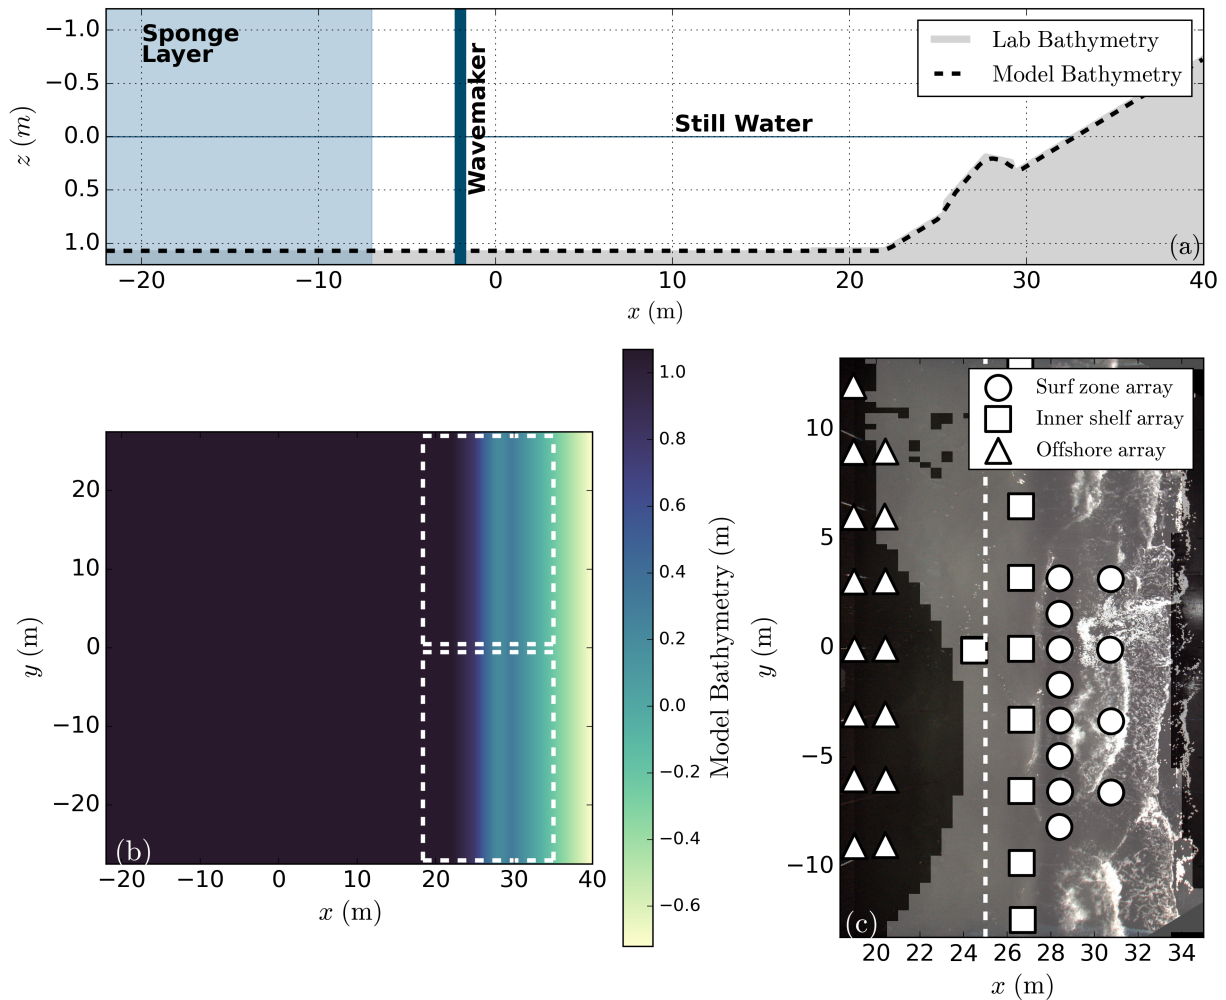 −1.0
−0.5
0.0
0.5
1.0
z (m)
Sponge
Layer
Wavemaker
Still Water
Lab Bathymetry
Model Bathymetry
(a)
−20 −10 0 10 20 30 40
x (m)
20
10
0
−10
−20
y (m)
(b)
−20 −10 0 10 20 30 40
x (m)
1.0
0.8
0.6
0.4
0.2
0.0
−0.2
−0.4
−0.6
Model Bathymetry (m)
Surf zone array
Inner shelf array
Offshore array
10
5
0
−5
−10
y (m)
(c)
20 22 24 26 28 30 32 34
x (m)